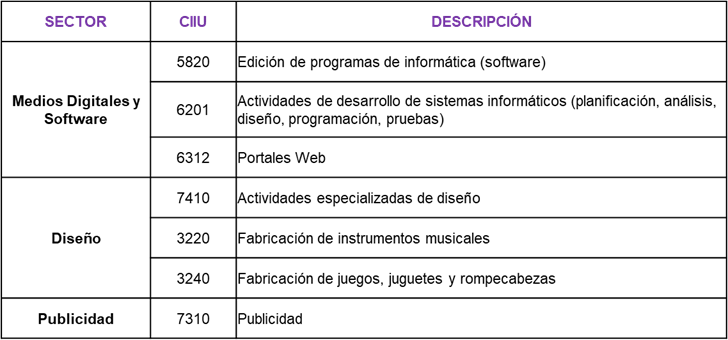 SECTOR CIIU DESCRIPCIÓN
Medios Digitales y
Software
5820 Edición de programas de informática (software)
6201 Actividades de desarrollo de sistemas informáticos (planificación, análisis,
diseño, programación, pruebas)
6312 Portales Web
Diseño
7410 Actividades especializadas de diseño
3220 Fabricación de instrumentos musicales
3240 Fabricación de juegos, juguetes y rompecabezas
Publicidad 7310 Publicidad